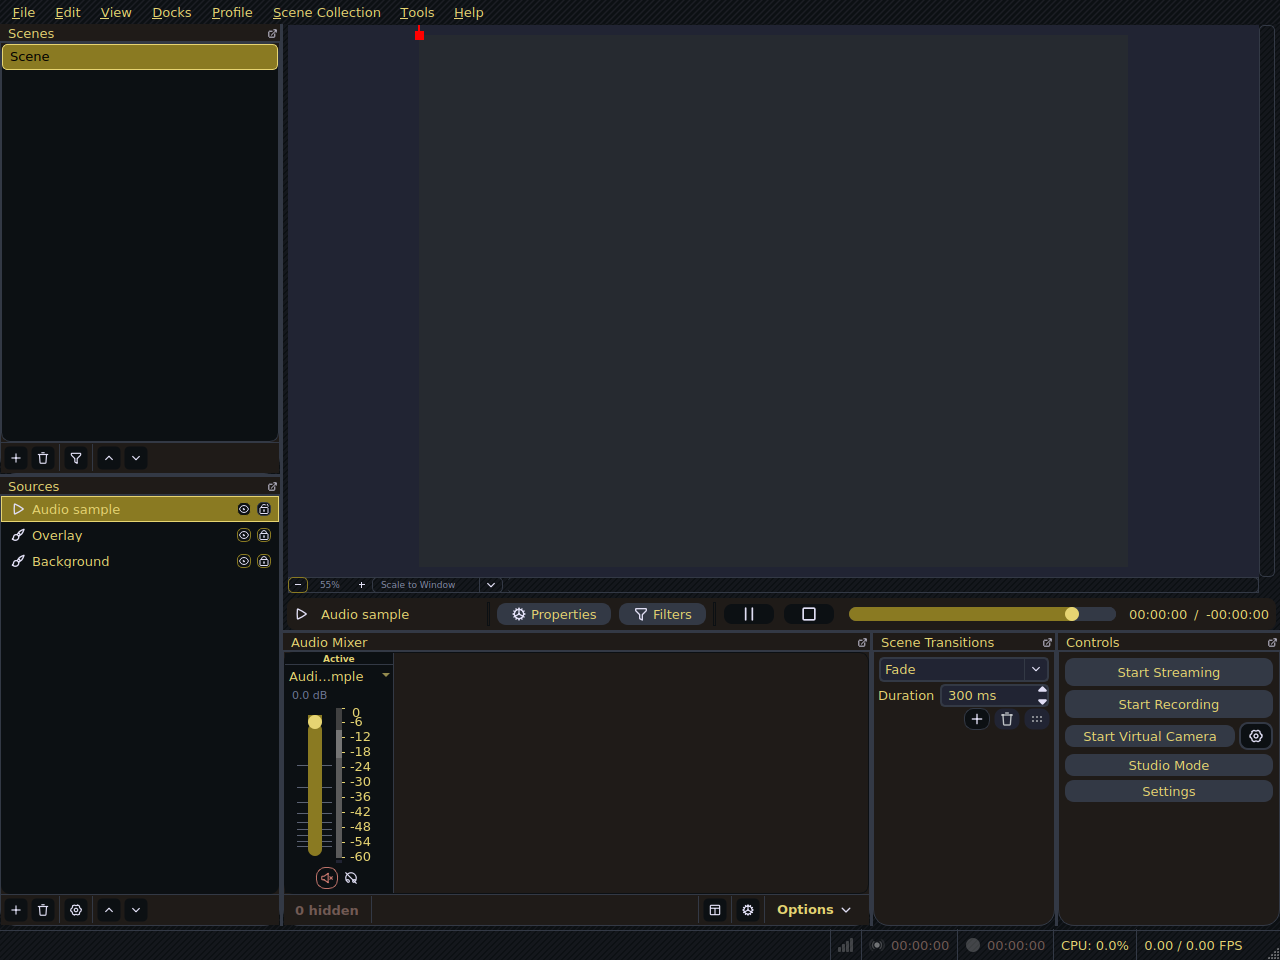 File Edit View Docks Profile Scene Collection Tools Help
Scenes
Scene
Sources
Audio sample
Overlay
Background
55% Scale to Window
Audio sample Properties Filters 00:00:00 / -00:00:00
Audio Mixer
Active
Audi...mple
0.0 dB
0
-6
-12
-18
-24
-30
-36
-42
-48
-54
-60
0 hidden Options
Scene Transitions
Fade
Duration 300 ms
Controls
Start Streaming
Start Recording
Start Virtual Camera
Studio Mode
Settings
00:00:00 00:00:00 CPU: 0.0% 0.00 / 0.00 FPS